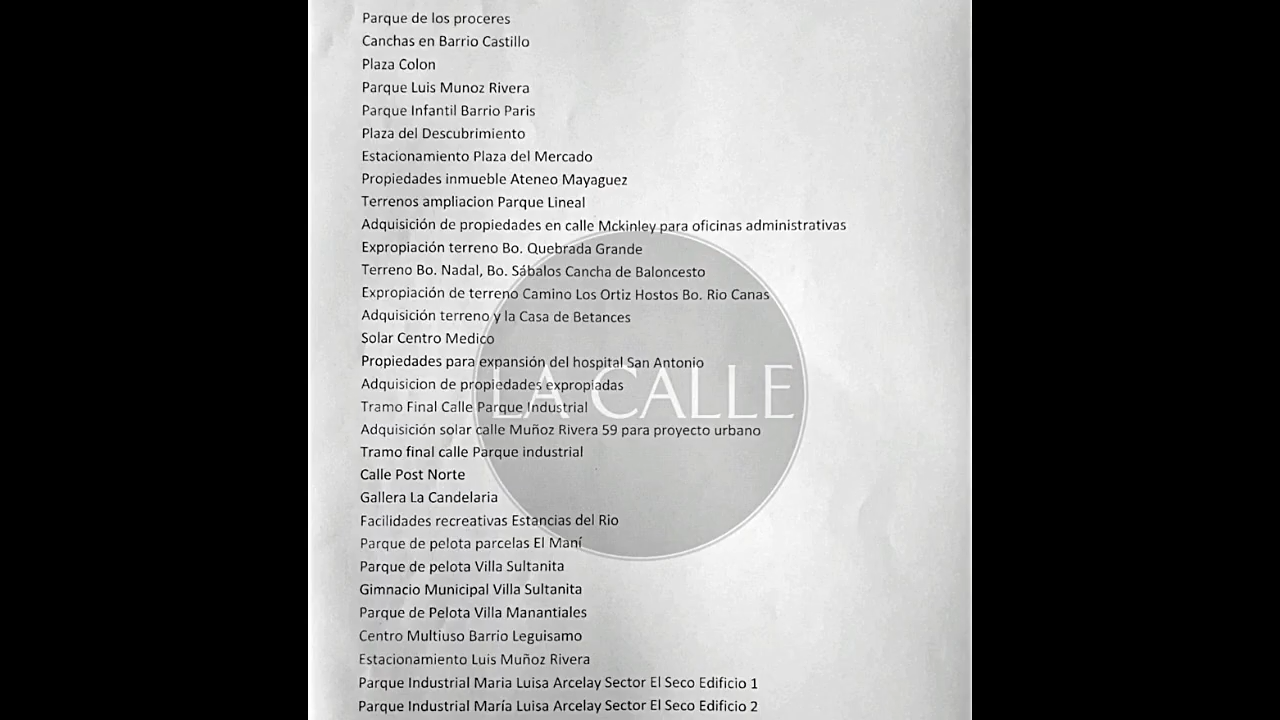 Parque de los proceres
Canchas en Barrio Castillo
Plaza Colon
Parque Luis Munoz Rivera
Parque Infantil Barrio Paris
Plaza del Descubrimiento
Estacionamiento Plaza del Mercado
Propiedades inmueble Ateneo Mayaguez
Terrenos ampliacion Parque Lineal
Adquisición de propiedades en calle Mckinley para oficinas administrativas
Expropiación terreno Bo. Quebrada Grande
Terreno Bo. Nadal, Bo. Sábalos Cancha de Baloncesto
Expropiación de terreno Camino Los Ortiz Hostos Bo. Rio Canas
Adquisición terreno y la Casa de Betances
Solar Centro Medico
Propiedades para expansión del hospital San Antonio
Adquisicion de propiedades expropiadas
LA CALLE
Tramo Final Calle Parque Industrial
Adquisición solar calle Muñoz Rivera 59 para proyecto urbano
Tramo final calle Parque industrial
Calle Post Norte
Gallera La Candelaria
Facilidades recreativas Estancias del Rio
Parque de pelota parcelas El Maní
Parque de pelota Villa Sultanita
Gimnacio Municipal Villa Sultanita
Parque de Pelota Villa Manantiales
Centro Multiuso Barrio Leguisamo
Estacionamiento Luis Muñoz Rivera
Parque Industrial Maria Luisa Arcelay Sector El Seco Edificio 1
Parque Industrial María Luisa Arcelay Sector El Seco Edificio 2